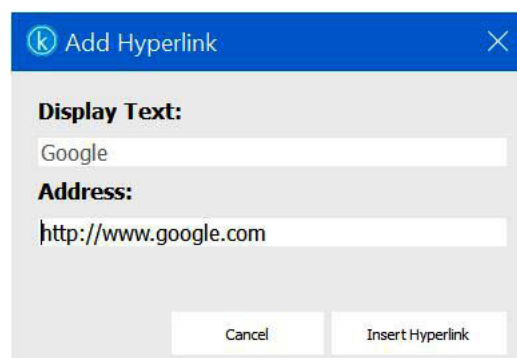 k Add Hyperlink
Display Text:
Google
Address:
http://www.google.com
Cancel Insert Hyperlink